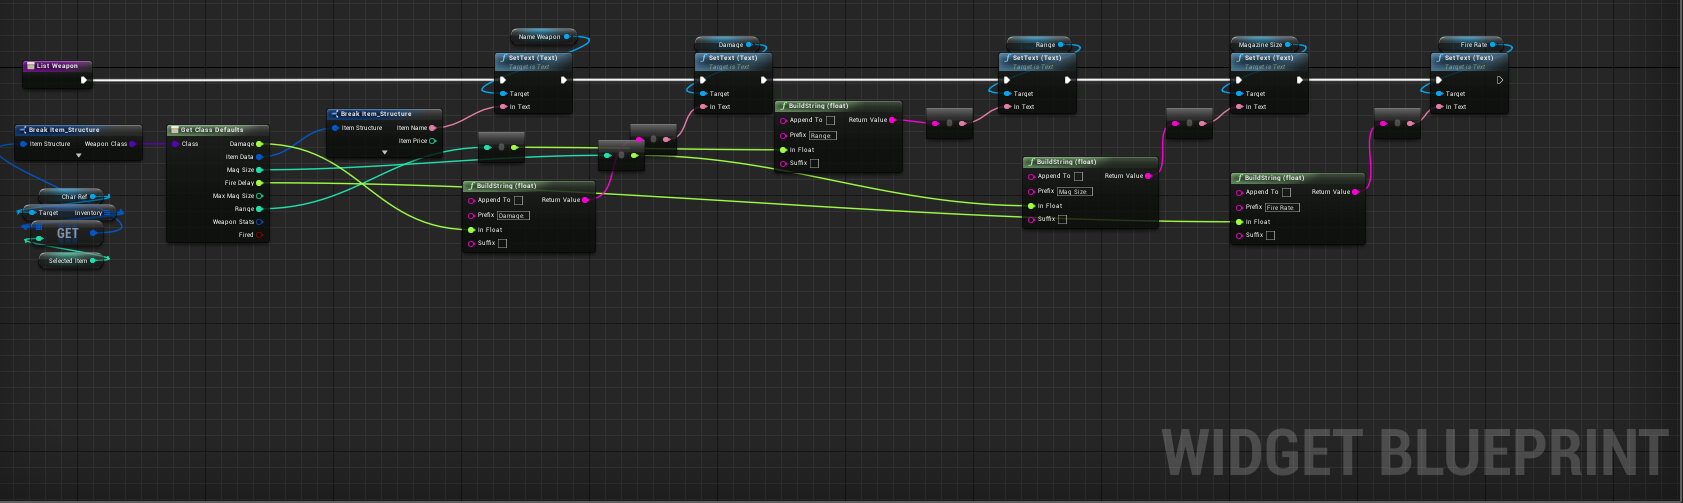 List Weapon
Name Weapon
SetText (Text)
Target is Text
Target
In Text
Damage
SetText (Text)
Target is Text
Target
In Text
Range
SetText (Text)
Target is Text
Target
In Text
Magazine Size
SetText (Text)
Target is Text
Target
In Text
Fire Rate
SetText (Text)
Target is Text
Target
In Text
Break Item_Structure
Item Structure Weapon Class
Get Class Defaults
Class Damage
Item Data
Mag Size
Fire Delay
Max Mag Size
Range
Weapon Stats
Fired
Break Item_Structure
Item Structure Item Name
Item Price
Char Ref
Target Inventory
GET
Selected Item
BuildString (float)
Append To Return Value
Prefix Damage
In Float
Suffix
BuildString (float)
Append To Return Value
Prefix Range:
In Float
Suffix
BuildString (float)
Append To Return Value
Prefix Mag Size:
In Float
Suffix
BuildString (float)
Append To Return Value
Prefix Fire Rate:
In Float
Suffix
WIDGET BLUEPRINT